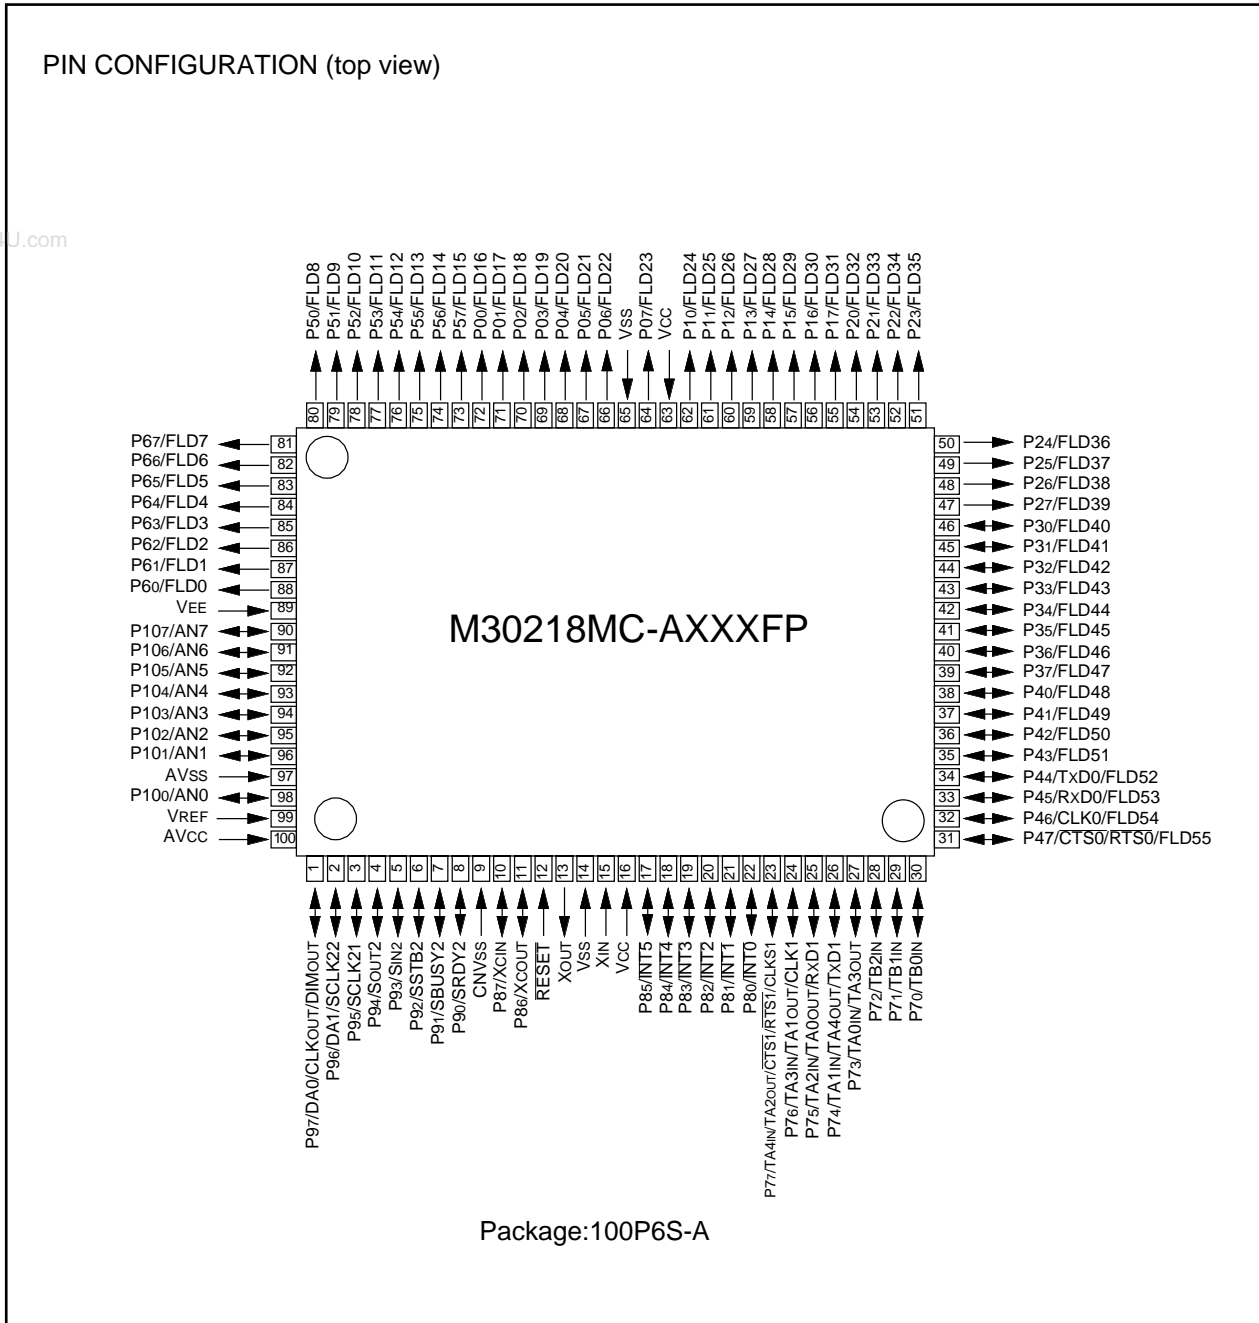 PIN CONFIGURATION (top view)
U.com
P50/FLD8
P51/FLD9
P52/FLD10
P53/FLD11
P54/FLD12
P55/FLD13
P56/FLD14
P57/FLD15
P00/FLD16
P01/FLD17
P02/FLD18
P03/FLD19
P04/FLD20
P05/FLD21
P06/FLD22
VSS
P07/FLD23
VCC
P10/FLD24
P11/FLD25
P12/FLD26
P13/FLD27
P14/FLD28
P15/FLD29
P16/FLD30
P17/FLD31
P20/FLD32
P21/FLD33
P22/FLD34
P23/FLD35
80 79 78 77 76 75 74 73 72 71 70 69 68 67 66 65 64 63 62 61 60 59 58 57 56 55 54 53 52 51
P67/FLD7 81
P66/FLD6 82
P65/FLD5 83
P64/FLD4 84
P63/FLD3 85
P62/FLD2 86
P61/FLD1 87
P60/FLD0 88
VEE 89
P107/AN7 90
P106/AN6 91
P105/AN5 92
P104/AN4 93
P103/AN3 94
P102/AN2 95
P101/AN1 96
AVSS 97
P100/AN0 98
VREF 99
AVCC 100
M30218MC-AXXXFP
50 P24/FLD36
49 P25/FLD37
48 P26/FLD38
47 P27/FLD39
46 P30/FLD40
45 P31/FLD41
44 P32/FLD42
43 P33/FLD43
42 P34/FLD44
41 P35/FLD45
40 P36/FLD46
39 P37/FLD47
38 P40/FLD48
37 P41/FLD49
36 P42/FLD50
35 P43/FLD51
34 P44/TXD0/FLD52
33 P45/RXD0/FLD53
32 P46/CLK0/FLD54
31 P47/CTS0/RTS0/FLD55
1 2 3 4 5 6 7 8 9 10 11 12 13 14 15 16 17 18 19 20 21 22 23 24 25 26 27 28 29 30
P97/DA0/CLKOUT/DIMOUT
P96/DA1/SCLK22
P95/SCLK21
P94/SOUT2
P93/SIN2
P92/SSTB2
P91/SBUSY2
P90/SRDY2
CNVSS
P87/XCIN
P86/XCOUT
RESET
XOUT
VSS
XIN
VCC
P85/INT5
P84/INT4
P83/INT3
P82/INT2
P81/INT1
P80/INT0
P77/TA4IN/TA2OUT/CTS1/RTS1/CLKS1
P76/TA3IN/TA1OUT/CLK1
P75/TA2IN/TA0OUT/RXD1
P74/TA1IN/TA4OUT/TXD1
P73/TA0IN/TA3OUT
P72/TB2IN
P71/TB1IN
P70/TB0IN
Package:100P6S-A